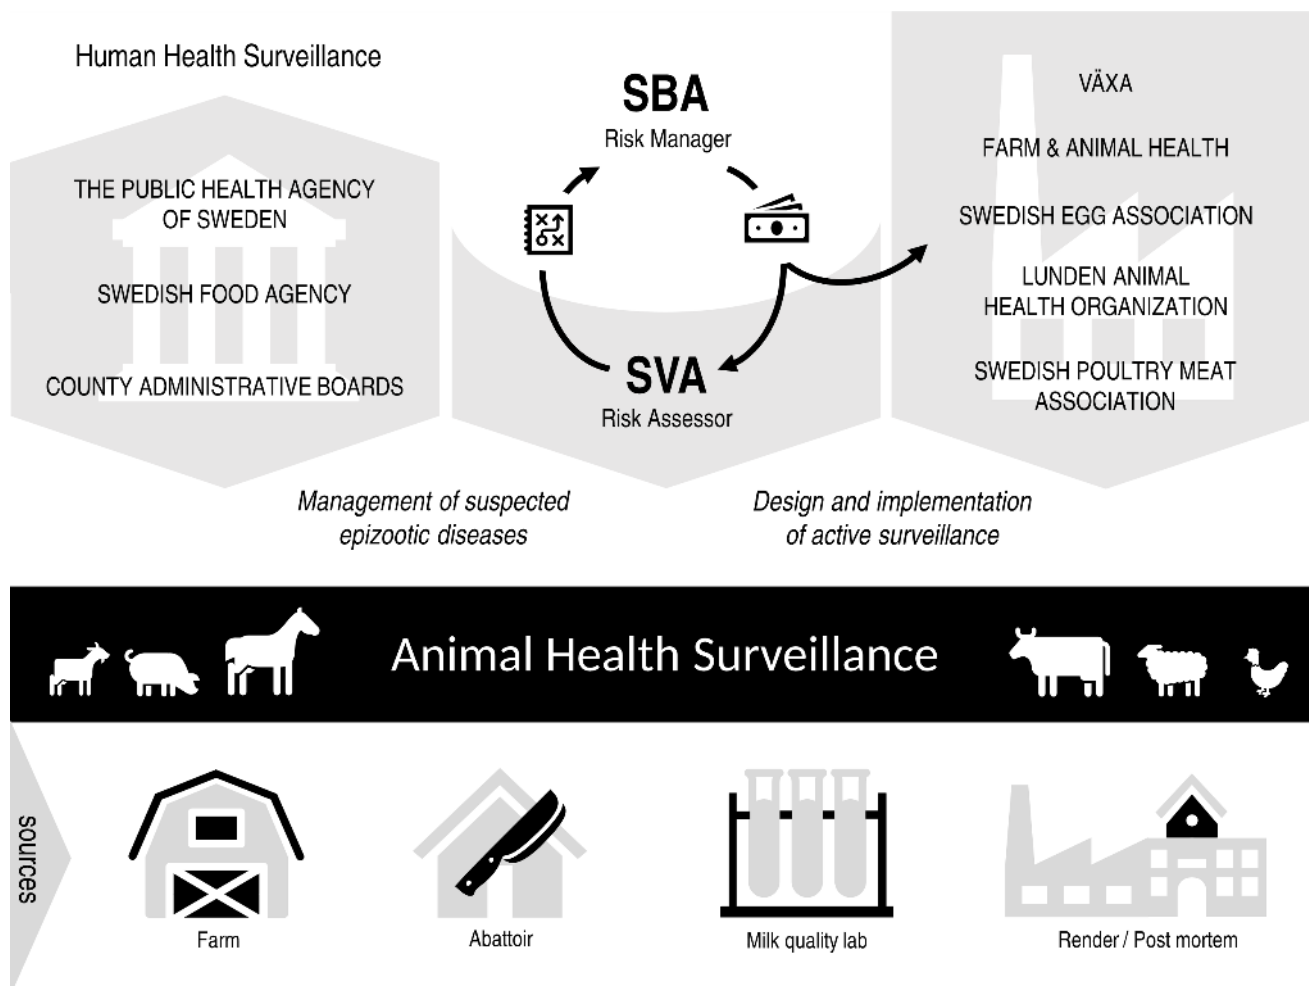 Human Health Surveillance
THE PUBLIC HEALTH AGENCY
OF SWEDEN
SWEDISH FOOD AGENCY
COUNTY ADMINISTRATIVE BOARDS
SBA
Risk Manager
SVA
Risk Assessor
VÄXA
FARM & ANIMAL HEALTH
SWEDISH EGG ASSOCIATION
LUNDEN ANIMAL
HEALTH ORGANIZATION
SWEDISH POULTRY MEAT
ASSOCIATION
Management of suspected
epizootic diseases
Design and implementation
of active surveillance
Animal Health Surveillance
sources
Farm
Abattoir
Milk quality lab
Render / Post mortem